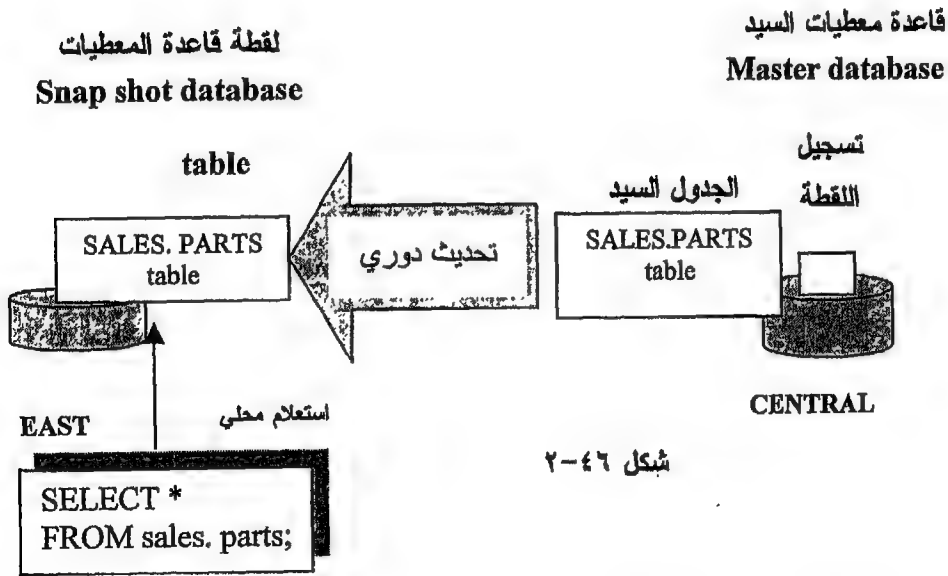 قاعدة معطيات السيد
Master database
لقطة قاعدة المعطيات
Snap shot database
تسجيل
اللقطة
الجدول السيد
table
SALES.PARTS
table
تحديث دوري
SALES. PARTS
table
CENTRAL
استعلام محلي
EAST
شكل ٤٦-٢
SELECT *
FROM sales. parts;